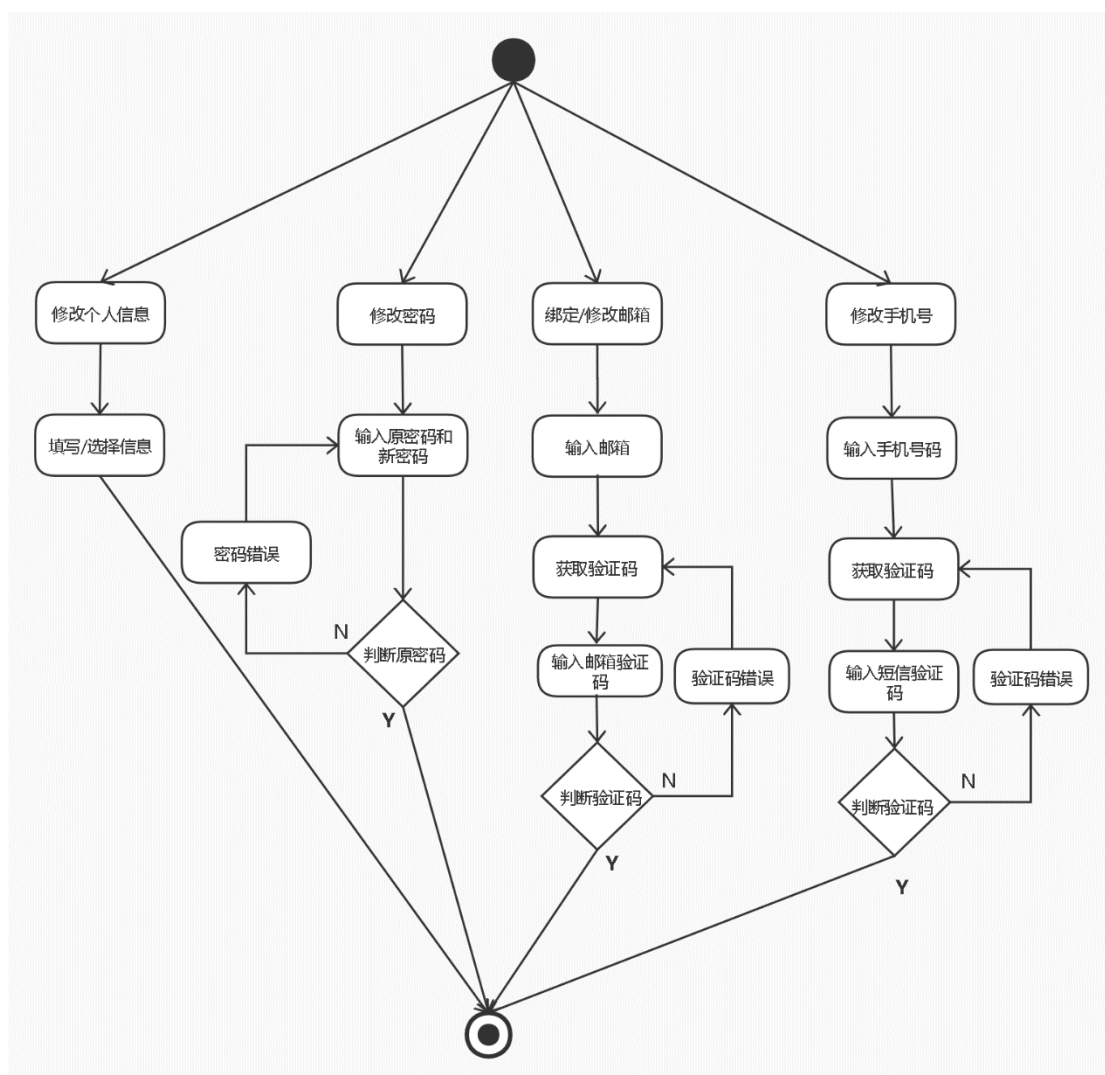 修改个人信息
修改密码
绑定/修改邮箱
修改手机号
填写/选择信息
输入原密码和
新密码
输入邮箱
输入手机号码
密码错误
获取验证码
获取验证码
N
判断原密码
Y
输入邮箱验证
码
验证码错误
输入短信验证
码
验证码错误
判断验证码
N
Y
判断验证码
N
Y